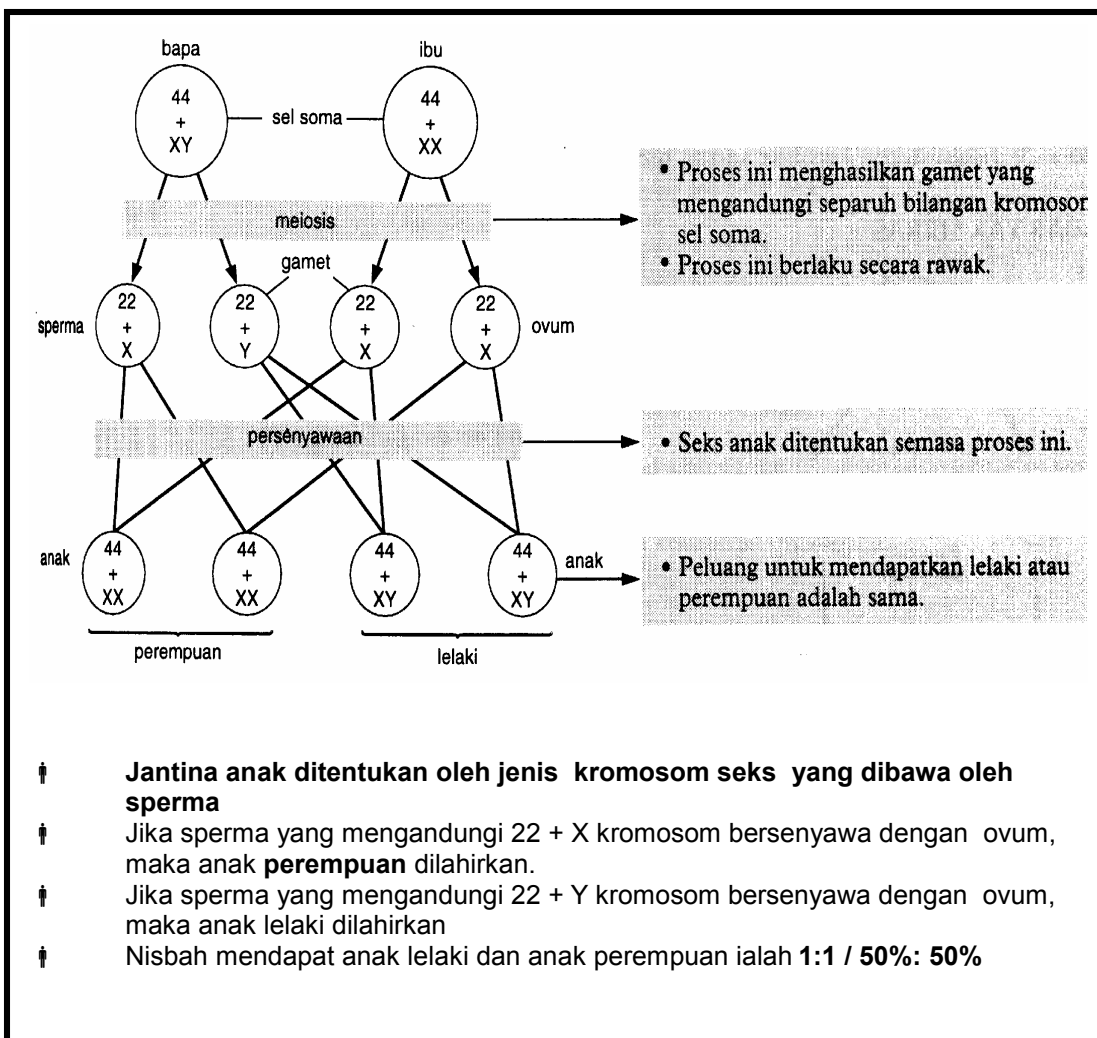 bapa
ibu
44
+
XY
sel soma
44
+
XX
meiosis
• Proses ini menghasilkan gamet yang
mengandungi separuh bilangan kromosom
sel soma.
• Proses ini berlaku secara rawak.
gamet
sperma
22
+
X
22
+
Y
22
+
X
22
+
X
ovum
persenyawaan
• Seks anak ditentukan semasa proses ini.
anak
44
+
XX
44
+
XX
44
+
XY
44
+
XY
anak
• Peluang untuk mendapatkan lelaki atau
perempuan adalah sama.
perempuan
lelaki
Jantina anak ditentukan oleh jenis kromosom seks yang dibawa oleh
sperma
Jika sperma yang mengandungi 22 + X kromosom bersenyawa dengan ovum,
maka anak perempuan dilahirkan.
Jika sperma yang mengandungi 22 + Y kromosom bersenyawa dengan ovum,
maka anak lelaki dilahirkan
Nisbah mendapat anak lelaki dan anak perempuan ialah 1:1 / 50%: 50%